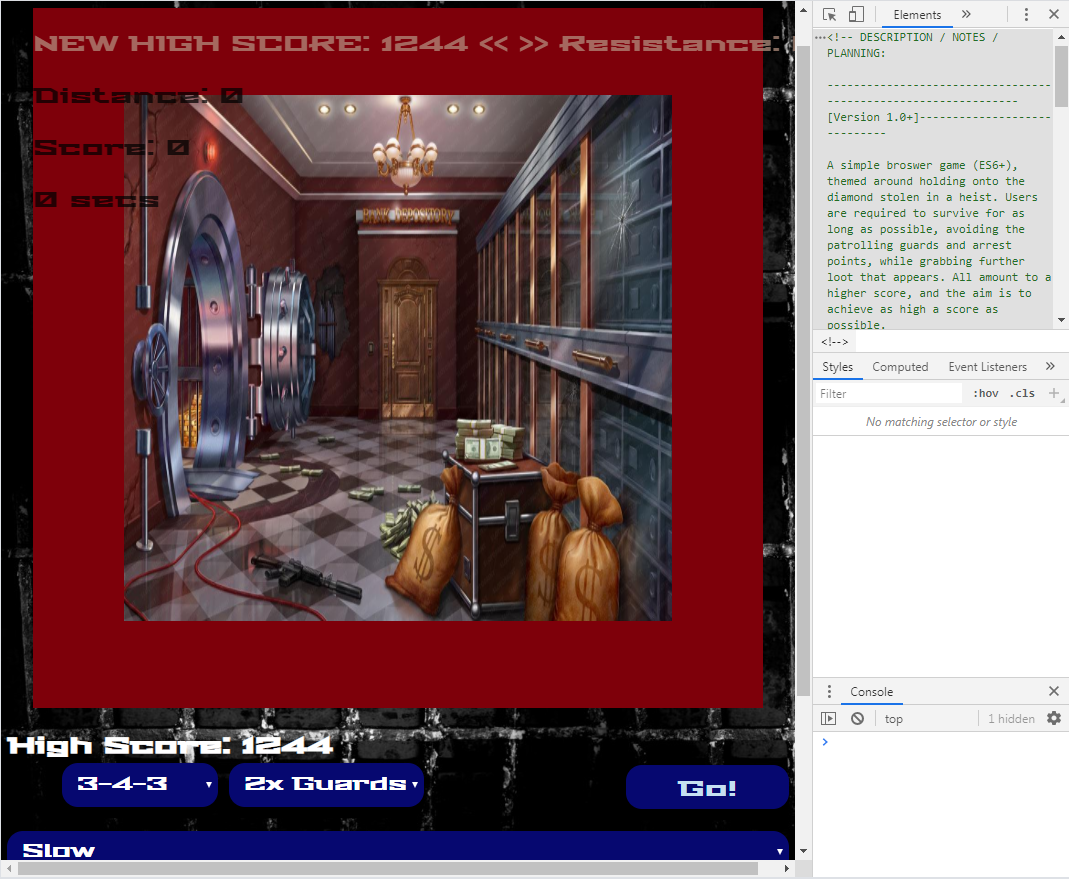 NEW HIGH SCORE: 1244 << >> Resistance:
Distance: 0
Score: 0
0 secs
BANK DEPOSITORY
High Score: 1244
3-4-3
2x Guards
Go!
Slow
Elements
<!-- DESCRIPTION / NOTES /
PLANNING:
----------------------------------
-----------------------------
[Version 1.0+]--------------------
---------
A simple broswer game (ES6+),
themed around holding onto the
diamond stolen in a heist. Users
are required to survive for as
long as possible, avoiding the
patrolling guards and arrest
points, while grabbing further
loot that appears. All amount to a
higher score, and the aim is to
achieve as high a score as
possible.
<!-->
Styles Computed Event Listeners
Filter :hov .cls
No matching selector or style
Console
top 1 hidden